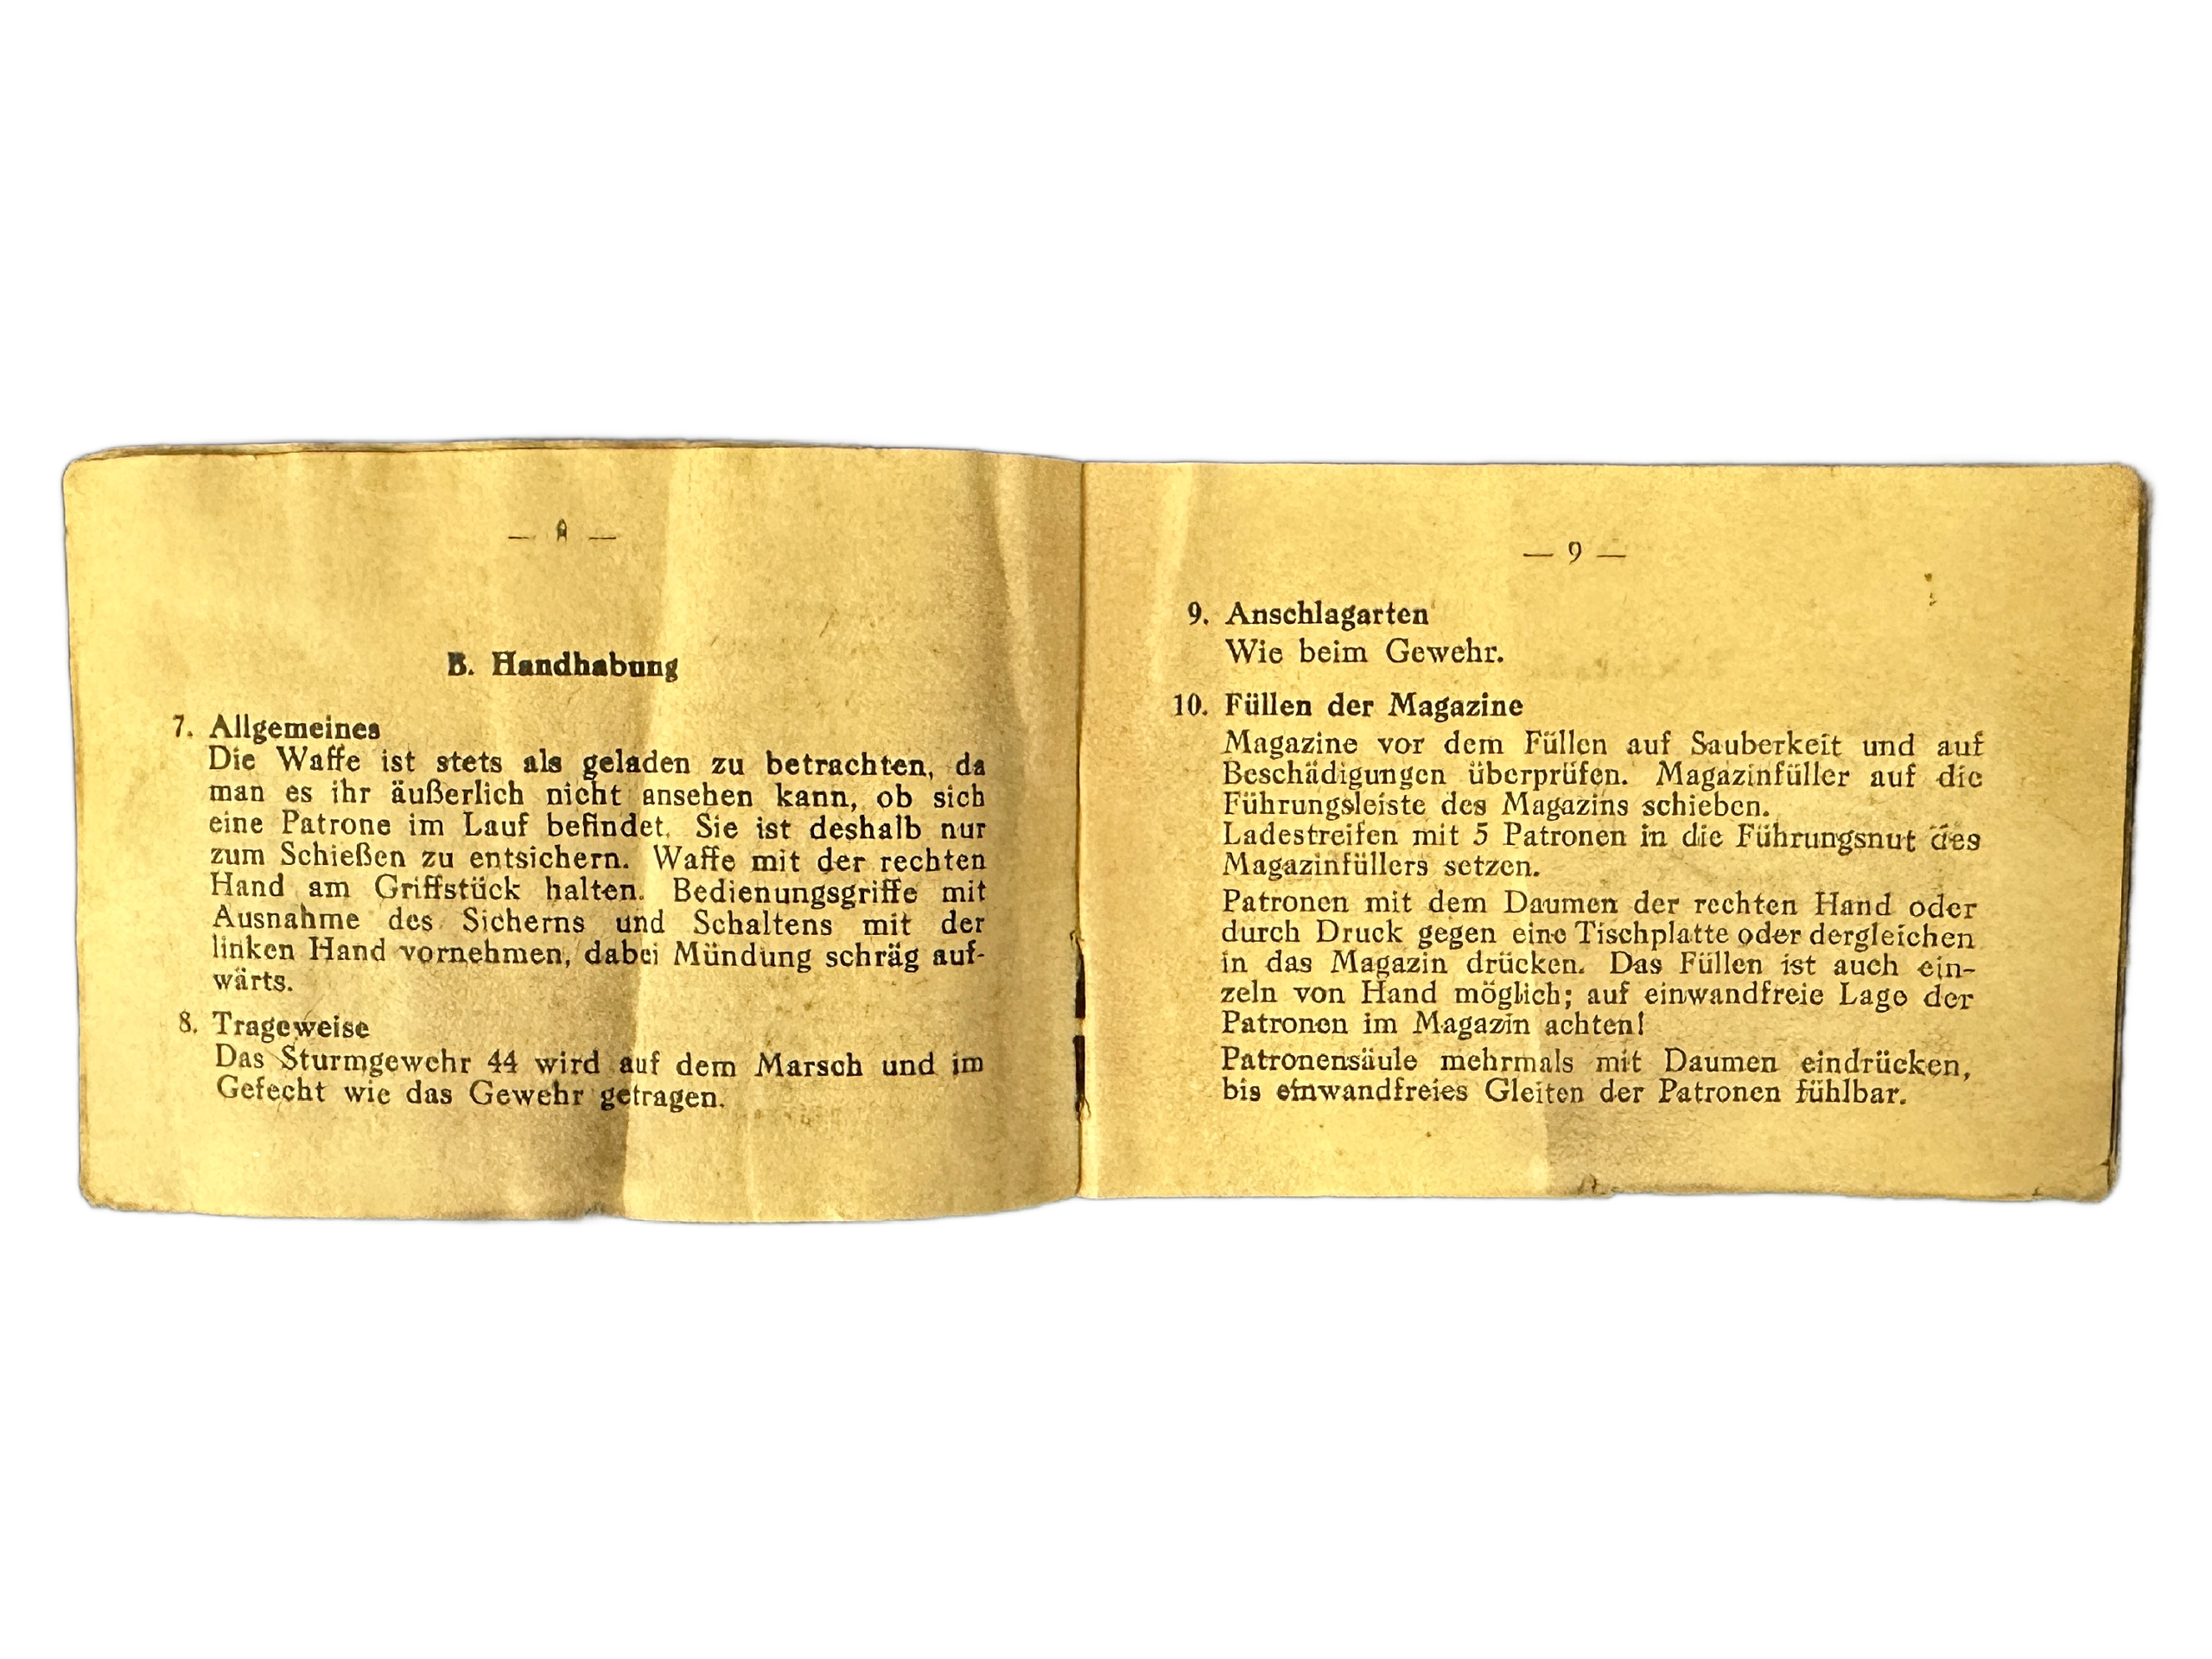 — 8 —
B. Handhabung
7. Allgemeines
Die Waffe ist stets als geladen zu betrachten, da
man es ihr äußerlich nicht ansehen kann, ob sich
eine Patrone im Lauf befindet. Sie ist deshalb nur
zum Schießen zu entsichern. Waffe mit der rechten
Hand am Griffstück halten. Bedienungsgriffe mit
Ausnahme des Sicherns und Schaltens mit der
linken Hand vornehmen, dabei Mündung schräg auf-
wärts.
8. Trageweise
Das Sturmgewehr 44 wird auf dem Marsch und im
Gefecht wie das Gewehr getragen.
— 9 —
9. Anschlagarten
Wie beim Gewehr.
10. Füllen der Magazine
Magazine vor dem Füllen auf Sauberkeit und auf
Beschädigungen überprüfen. Magazinfüller auf die
Führungsleiste des Magazins schieben.
Ladestreifen mit 5 Patronen in die Führungsnut des
Magazinfüllers setzen.
Patronen mit dem Daumen der rechten Hand oder
durch Druck gegen eine Tischplatte oder dergleichen
in das Magazin drücken. Das Füllen ist auch ein-
zeln von Hand möglich; auf einwandfreie Lage der
Patronen im Magazin achten!
Patronensäule mehrmals mit Daumen eindrücken,
bis einwandfreies Gleiten der Patronen fühlbar.